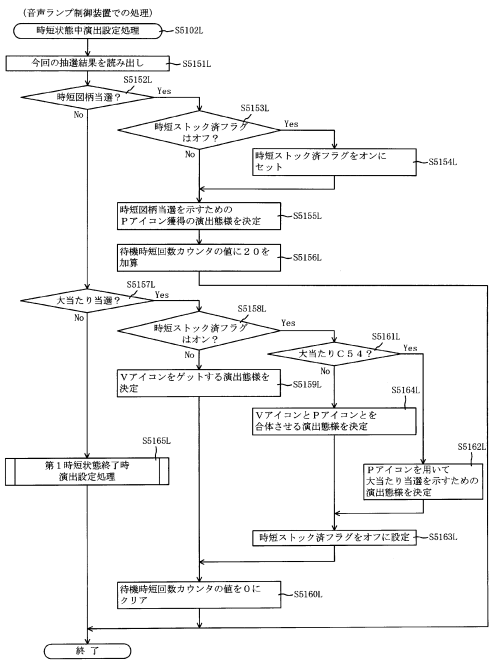 (音声ランプ制御装置での処理)
時短状態中演出設定処理
S5102L
今回の抽選結果を読み出し
S5151L
S5152L
時短図柄当選?
Yes
No
S5153L
時短ストック済フラグ
はオフ?
Yes
No
時短ストック済フラグをオンに
セット
S5154L
時短図柄当選を示すための
Pアイコン獲得の演出態様を決定
S5155L
待機時短回数カウンタの値に20を
加算
S5156L
S5157L
大当たり当選?
Yes
No
S5158L
時短ストック済フラグ
はオン?
Yes
No
S5161L
大当たりC54?
Yes
No
Vアイコンをゲットする演出態様を
決定
S5159L
S5164L
VアイコンとPアイコンとを
合体させる演出態様を決定
S5162L
Pアイコンを用いて
大当たり当選を示すための
演出態様を決定
S5165L
第1時短状態終了時
演出設定処理
時短ストック済フラグをオフに設定
S5163L
待機時短回数カウンタの値を0に
クリア
S5160L
終了